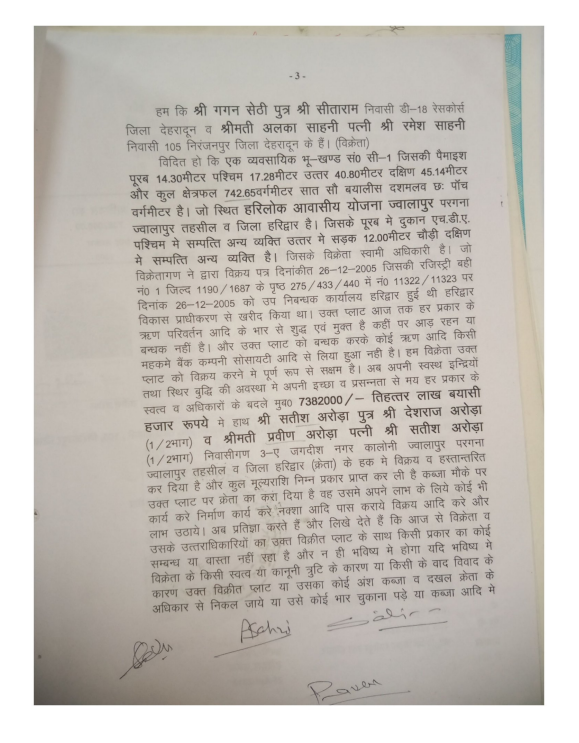 -3-
हम कि श्री गगन सेठी पुत्र श्री सीताराम निवासी डी–18 रेसकोर्स
जिला देहरादून व श्रीमती अलका साहनी पत्नी श्री रमेश साहनी
निवासी 105 निरंजनपुर जिला देहरादून के हैं। (विक्रेता)
विदित हो कि एक व्यवसायिक भू–खण्ड सं0 सी–1 जिसकी पैमाइश
पूरब 14.30मीटर पश्चिम 17.28मीटर उत्तर 40.80मीटर दक्षिण 45.14मीटर
और कुल क्षेत्रफल 742.65वर्गमीटर सात सौ बयालीस दशमलव छः पॉच
वर्गमीटर है। जो स्थित हरिलोक आवासीय योजना ज्वालापुर परगना
ज्वालापुर तहसील व जिला हरिद्वार है। जिसके पूरब मे दुकान एच.डी.ए.
पश्चिम मे सम्पत्ति अन्य व्यक्ति उत्तर मे सड़क 12.00मीटर चौड़ी दक्षिण
मे सम्पत्ति अन्य व्यक्ति है। जिसके विक्रेता स्वामी अधिकारी है। जो
विक्रेतागण ने द्वारा विक्रय पत्र दिनांकीत 26–12–2005 जिसकी रजिस्ट्री बही
नं0 1 जिल्द 1190/1687 के पृष्ठ 275/433/440 में नं0 11322/11323 पर
दिनाक 26–12–2005 को उप निबन्धक कार्यालय हरिद्वार हुई थी हरिद्वार
विकास प्राधीकरण से खरीद किया था। उक्त प्लाट आज तक हर प्रकार के
ऋण परिवर्तन आदि के भार से शुद्ध एवं मुक्त है कहीं पर आड़ रहन या
बन्धक नहीं है। और उक्त प्लाट को बन्धक करके कोई ऋण आदि किसी
महकमे बैंक कम्पनी सोसायटी आदि से लिया हुआ नही है। हम विक्रेता उक्त
प्लाट को विक्रय करने मे पूर्ण रूप से सक्षम है। अब अपनी स्वस्थ इन्द्रियों
तथा स्थिर बुद्धि की अवस्था मे अपनी इच्छा व प्रसन्नता से मय हर प्रकार के
स्वत्व व अधिकारों के बदले मुब0 7382000/– तिहत्तर लाख बयासी
हजार रूपये मे हाथ श्री सतीश अरोड़ा पुत्र श्री देशराज अरोड़ा
(1/2भाग) व श्रीमती प्रवीण अरोड़ा पत्नी श्री सतीश अरोड़ा
(1/2भाग) निवासीगण 3–ए जगदीश नगर कालोनी ज्वालापुर परगना
ज्वालापुर तहसील व जिला हरिद्वार (क्रेता) के हक मे विक्रय व हस्तान्तरित
कर दिया है और कुल मूल्यराशि निम्न प्रकार प्राप्त कर ली है कब्जा मौके पर
उक्त प्लाट पर क्रेता का करा दिया है वह उसमे अपने लाभ के लिये कोई भी
कार्य करे निर्माण कार्य करे नक्शा आदि पास कराये विक्रय आदि करे और
लाभ उठाये। अब प्रतिज्ञा करते हैं और लिखे देते हैं कि आज से विक्रेता व
उसके उत्तराधिकारियों का उक्त विक्रीत प्लाट के साथ किसी प्रकार का कोई
सम्बन्ध या वास्ता नहीं रहा है और न ही भविष्य मे होगा यदि भविष्य मे
विक्रेता के किसी स्वत्व या कानूनी त्रुटि के कारण या किसी के वाद विवाद के
कारण उक्त विक्रीत प्लाट या उसका कोई अंश कब्जा व दखल क्रेता के
अधिकार से निकल जाये या उसे कोई भार चुकाना पड़े या कब्जा आदि मे